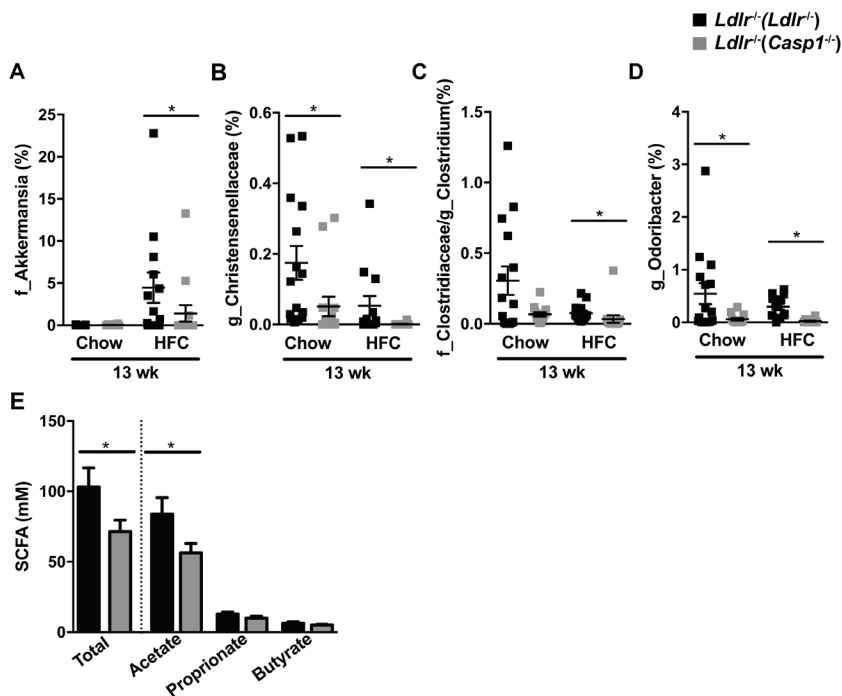 Ldlr-/-(Ldlr-/-)
Ldlr-/-(Casp1-/-)
A
f_Akkermansia (%)
25
20
15
10
5
0
*
Chow HFC
13 wk
B
g_Christensenellaceae (%)
0.6
0.4
0.2
0.0
*
*
Chow HFC
13 wk
C
f_Clostridiaceae/g_Clostridium(%)
1.5
1.0
0.5
0.0
*
Chow HFC
13 wk
D
g_Odoribacter (%)
4
3
2
1
0
*
*
Chow HFC
13 wk
E
SCFA (mM)
150
100
50
0
*
*
Total
Acetate
Proprionate
Butyrate